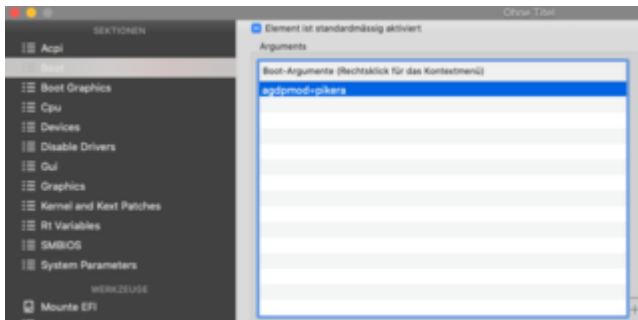 Ohne Titel
SEKTIONEN
Acpi
Boot
Boot Graphics
Cpu
Devices
Disable Drivers
Gui
Graphics
Kernel and Kext Patches
Rt Variables
SMBIOS
System Parameters
WERKZEUGE
Mounte EFI
Element ist standardmässig aktiviert
Arguments
Boot-Argumente (Rechtsklick für das Kontextmenü)
agdpmod=pikera